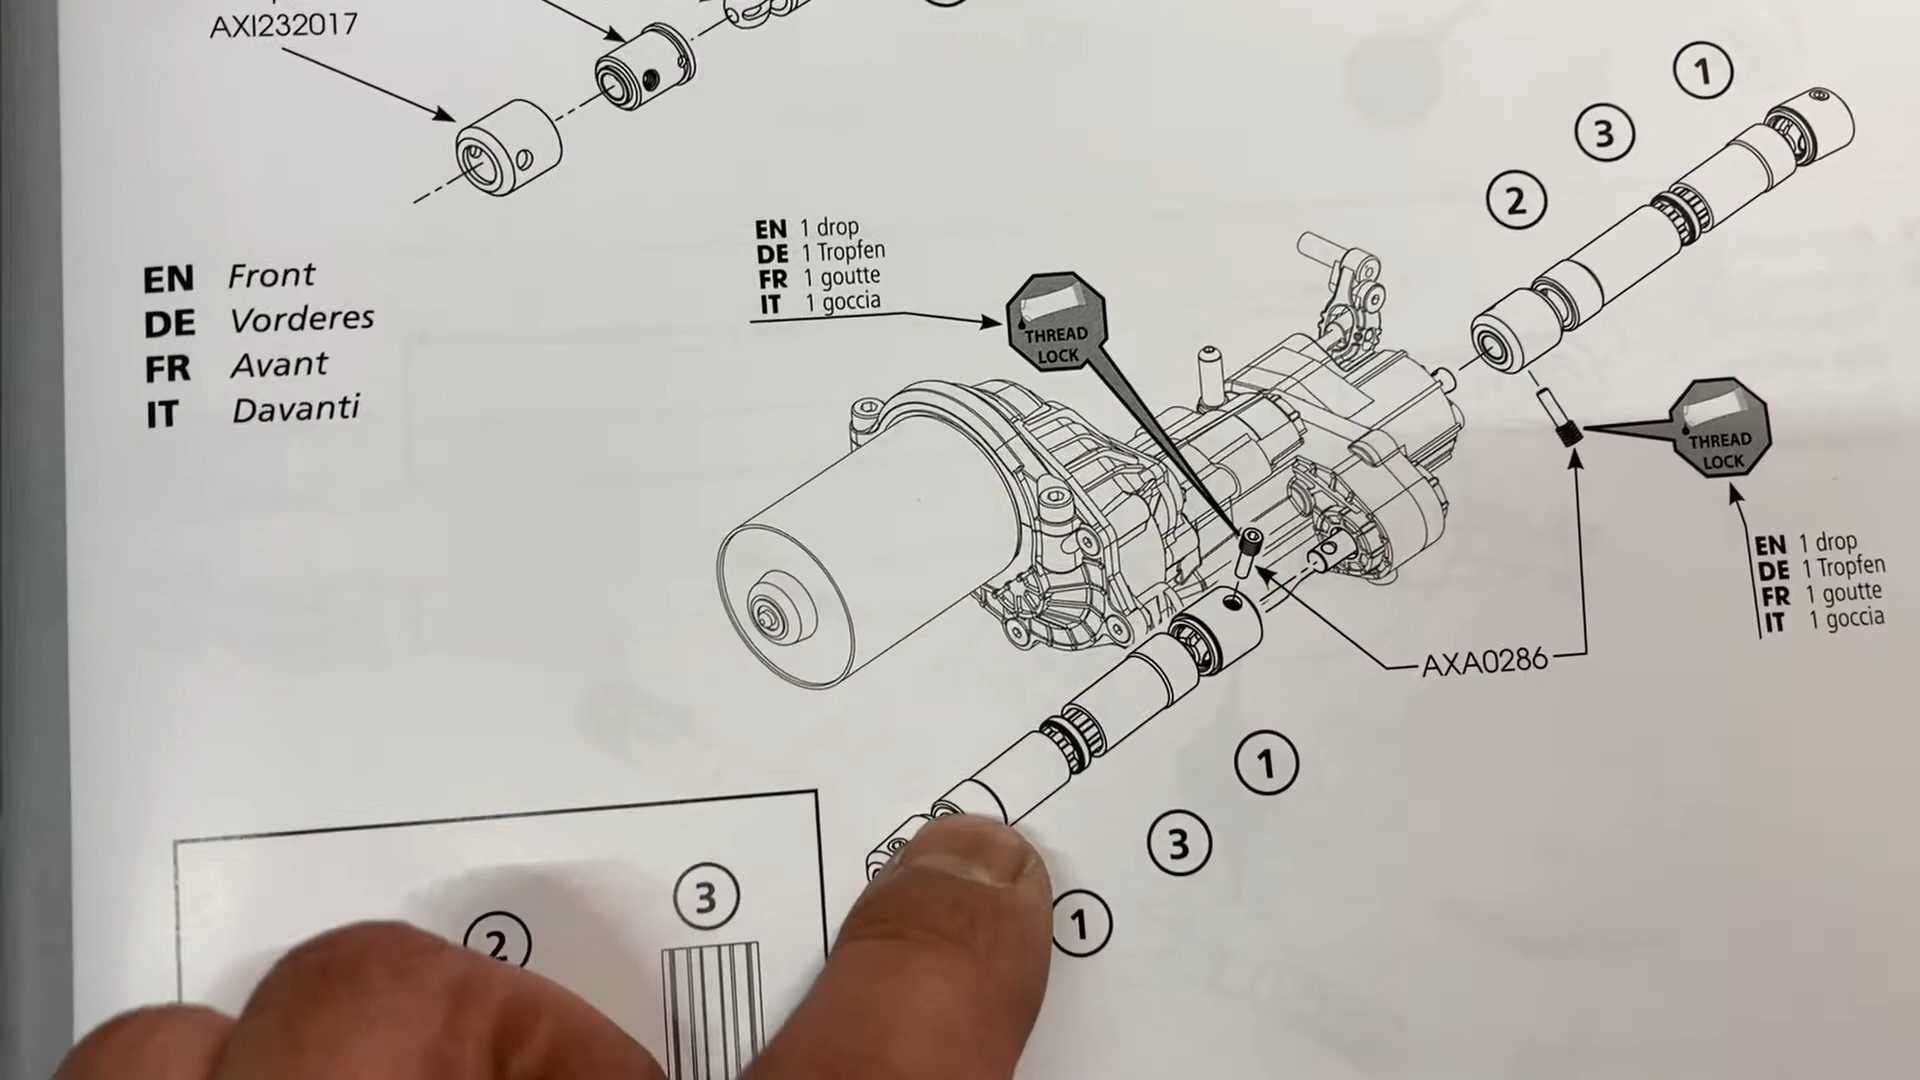 AXI232017
1
3
2
EN 1 drop
DE 1 Tropfen
FR 1 goutte
IT 1 goccia
EN Front
DE Vorderes
FR Avant
IT Davanti
THREAD
LOCK
THREAD
LOCK
EN 1 drop
DE 1 Tropfen
FR 1 goutte
IT 1 goccia
AXA0286
1
3
1
3
2